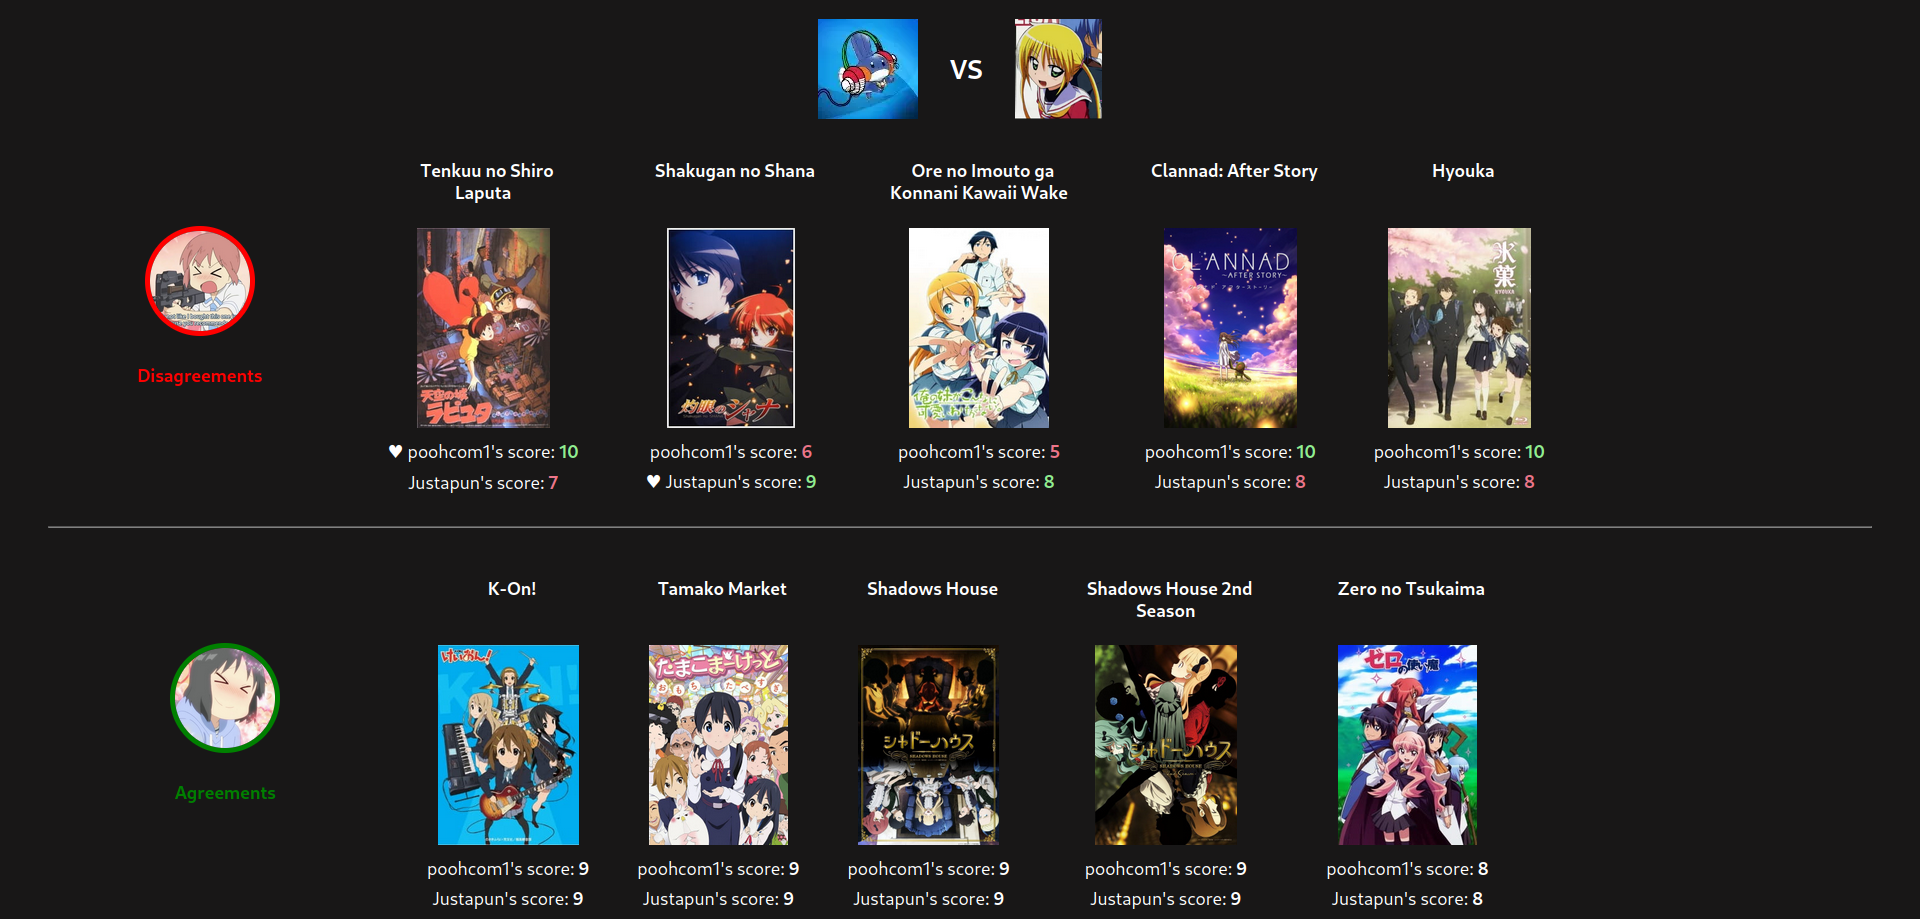 VS
Tenkuu no Shiro
Laputa
Shakugan no Shana
Ore no Imouto ga
Konnani Kawaii Wake
Clannad: After Story
Hyouka
天空の城
ラピュタ
灼眼のシャナ
CLANNAD
~AFTER STORY~
氷菓
HYOUKA
Disagreements
♥ poohcom1's score: 10
Justapun's score: 7
poohcom1's score: 6
♥ Justapun's score: 9
poohcom1's score: 5
Justapun's score: 8
poohcom1's score: 10
Justapun's score: 8
poohcom1's score: 10
Justapun's score: 8
K-On!
Tamako Market
Shadows House
Shadows House 2nd
Season
Zero no Tsukaima
けいおん!
K-ON!
たまこまーけっと
シャドーハウス
SHADOWS HOUSE
シャドーハウス
SHADOWS HOUSE
ゼロの使い魔
Agreements
poohcom1's score: 9
Justapun's score: 9
poohcom1's score: 9
Justapun's score: 9
poohcom1's score: 9
Justapun's score: 9
poohcom1's score: 9
Justapun's score: 9
poohcom1's score: 8
Justapun's score: 8